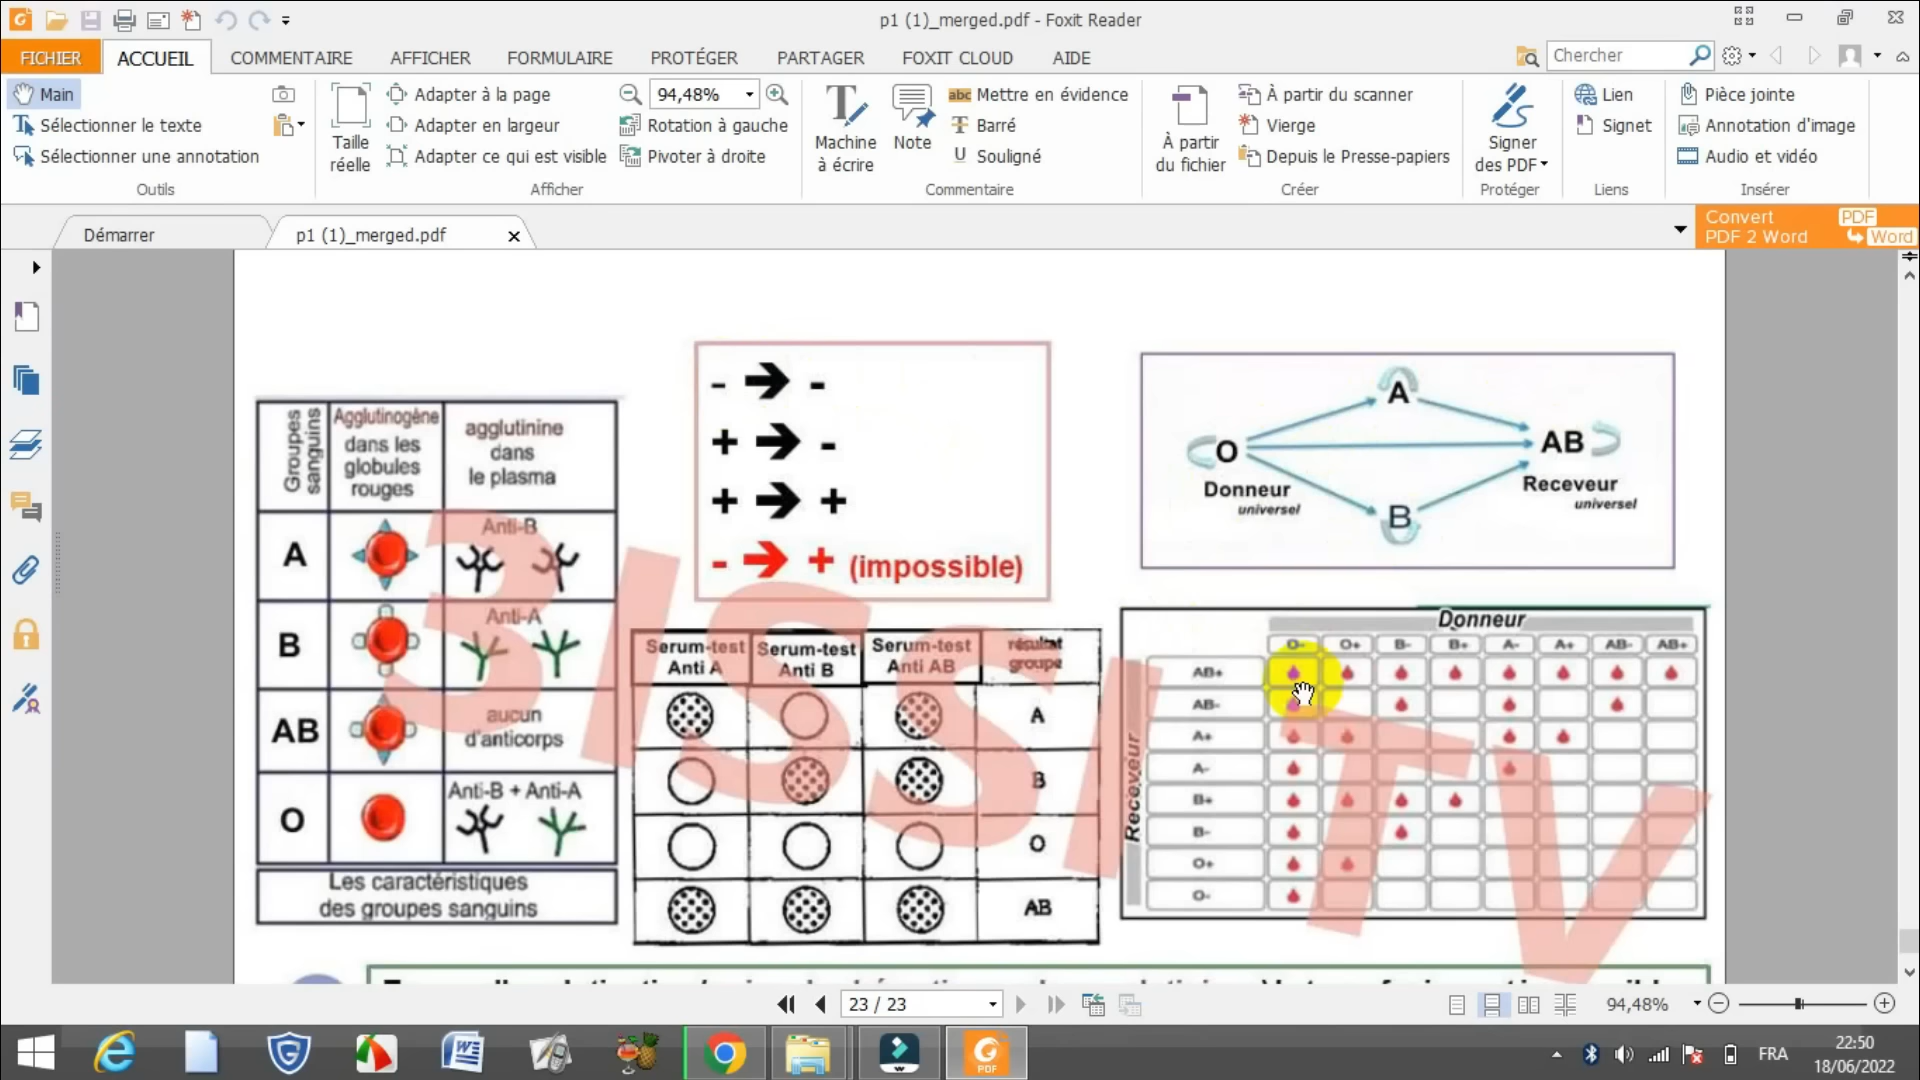 p1 (1)_merged.pdf - Foxit Reader
FICHIER ACCUEIL COMMENTAIRE AFFICHER FORMULAIRE PROTÉGER PARTAGER FOXIT CLOUD AIDE Chercher
Main
Sélectionner le texte
Sélectionner une annotation
Outils
Taille
réelle
Adapter à la page
Adapter en largeur
Adapter ce qui est visible
94,48%
Rotation à gauche
Pivoter à droite
Afficher
Machine
à écrire
Note
abc Mettre en évidence
Barré
Souligné
Commentaire
À partir
du fichier
À partir du scanner
Vierge
Depuis le Presse-papiers
Créer
Signer
des PDF
Protéger
Lien
Signet
Liens
Pièce jointe
Annotation d'image
Audio et vidéo
Insérer
Démarrer
p1 (1)_merged.pdf
Convert PDF
PDF 2 Word Word
Groupes
sanguins
Agglutinogène
dans les
globules
rouges
agglutinine
dans
le plasma
A
Anti-B
B
Anti-A
AB
aucun
d'anticorps
O
Anti-B + Anti-A
Les caractéristiques
des groupes sanguins
- ➔ -
+ ➔ -
+ ➔ +
- ➔ + (impossible)
A
O
AB
Donneur
universel
Receveur
universel
B
Serum-test
Anti A
Serum-test
Anti B
Serum-test
Anti AB
résultat
groupe
A
B
O
AB
Donneur
O- O+ B- B+ A- A+ AB- AB+
Receveur
AB+
AB-
A+
A-
B+
B-
O+
O-
3ISSI TV
23 / 23
94,48%
FRA
22:50
18/06/2022